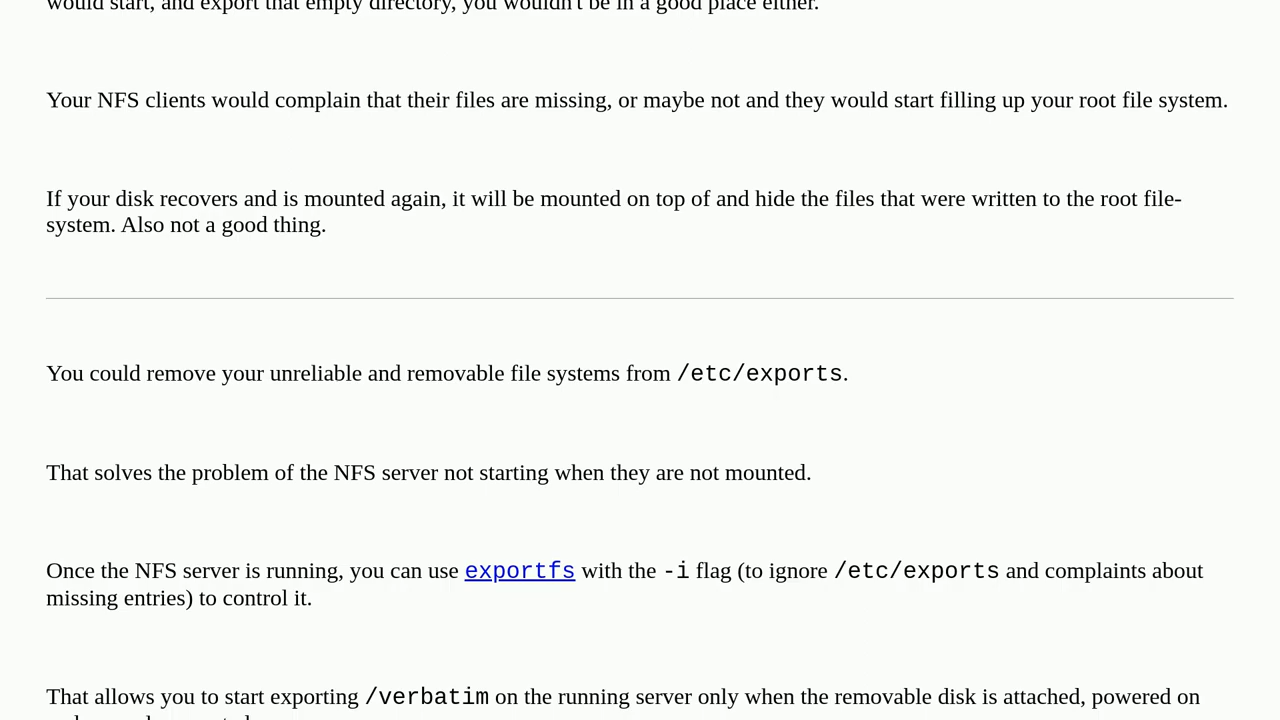 would start, and export that empty directory, you wouldn't be in a good place either.
Your NFS clients would complain that their files are missing, or maybe not and they would start filling up your root file system.
If your disk recovers and is mounted again, it will be mounted on top of and hide the files that were written to the root file-
system. Also not a good thing.
You could remove your unreliable and removable file systems from /etc/exports.
That solves the problem of the NFS server not starting when they are not mounted.
Once the NFS server is running, you can use exportfs with the -i flag (to ignore /etc/exports and complaints about
missing entries) to control it.
That allows you to start exporting /verbatim on the running server only when the removable disk is attached, powered on